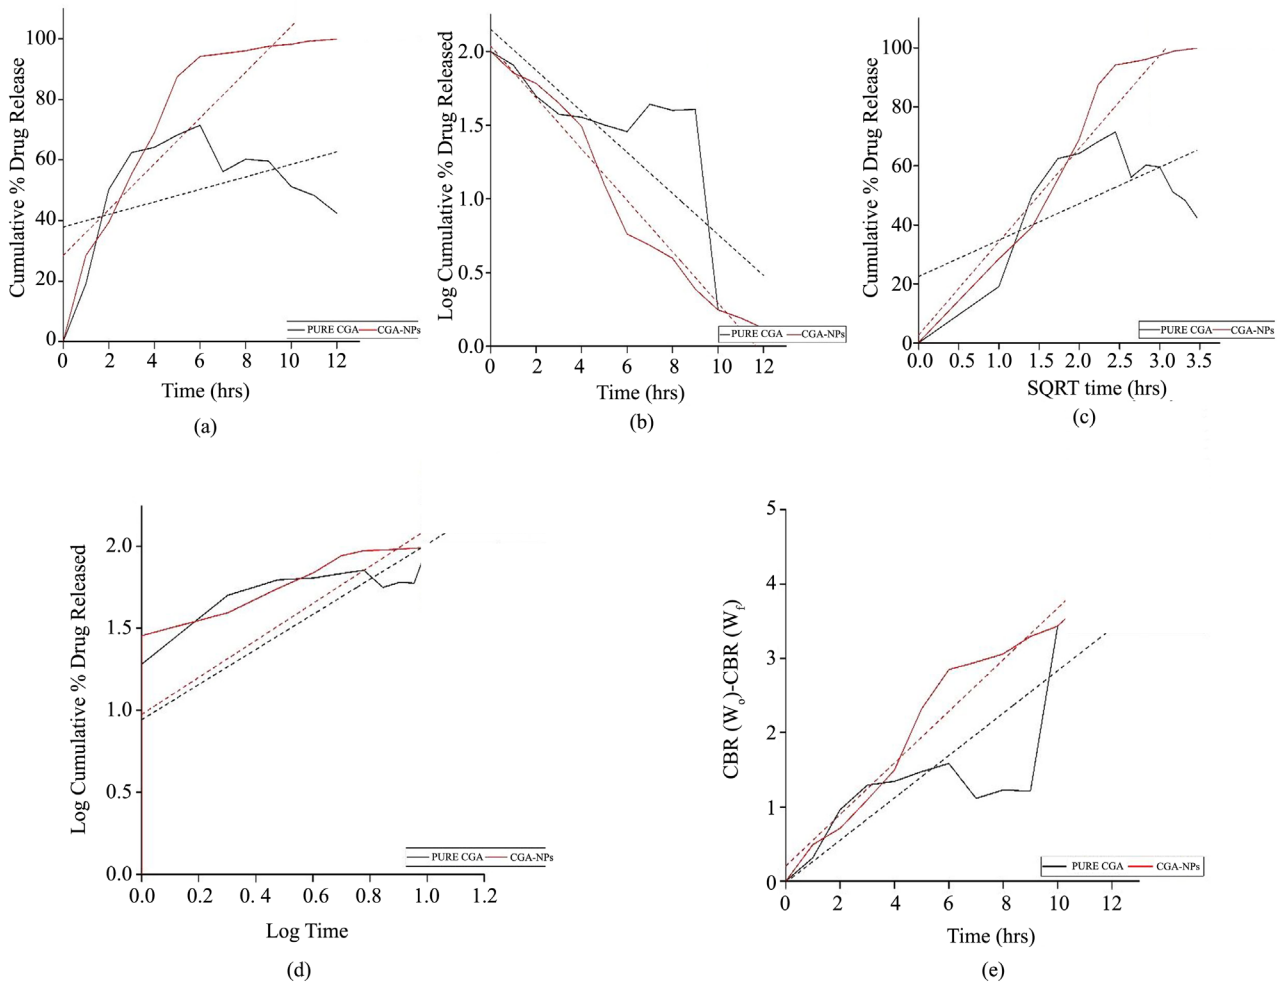 Cumulative % Drug Release
100
80
60
40
20
0
0 2 4 6 8 10 12
Time (hrs)
PURE CGA CGA-NPs
(a)
Log Cumulative % Drug Released
2.0
1.5
1.0
0.5
0.0
0 2 4 6 8 10 12
Time (hrs)
PURE CGA CGA-NPs
(b)
Cumulative % Drug Release
100
80
60
40
20
0
0.0 0.5 1.0 1.5 2.0 2.5 3.0 3.5
SQRT time (hrs)
PURE CGA CGA-NPs
(c)
Log Cumulative % Drug Released
2.0
1.5
1.0
0.5
0.0
0.0 0.2 0.4 0.6 0.8 1.0 1.2
Log Time
PURE CGA CGA-NPs
(d)
CBR (Wo)-CBR (Wf)
5
4
3
2
1
0
0 2 4 6 8 10 12
Time (hrs)
PURE CGA CGA-NPs
(e)